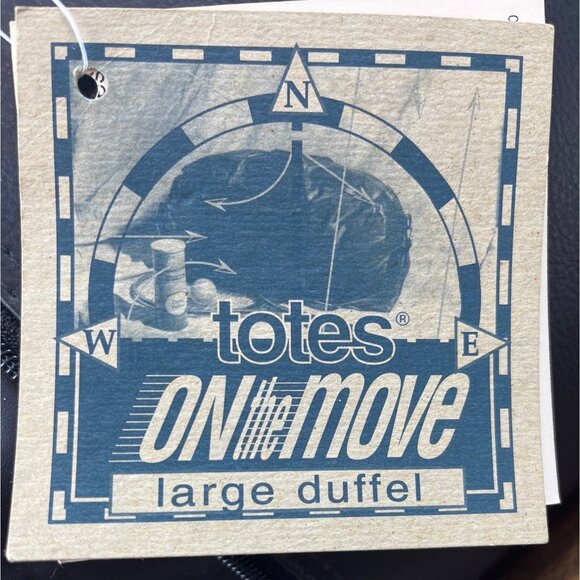 N
totes®
W E
ON the MOVE
large duffel